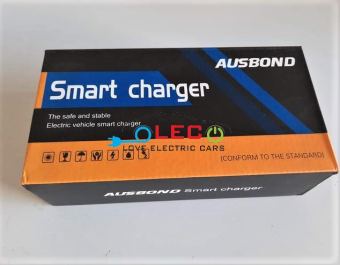 AUSBOND
Smart charger
The safe and stable
Electric vehicle smart charger
OLECO
LOVE ELECTRIC CARS
(CONFORM TO THE STANDARD)
AUSBOND Smart charger